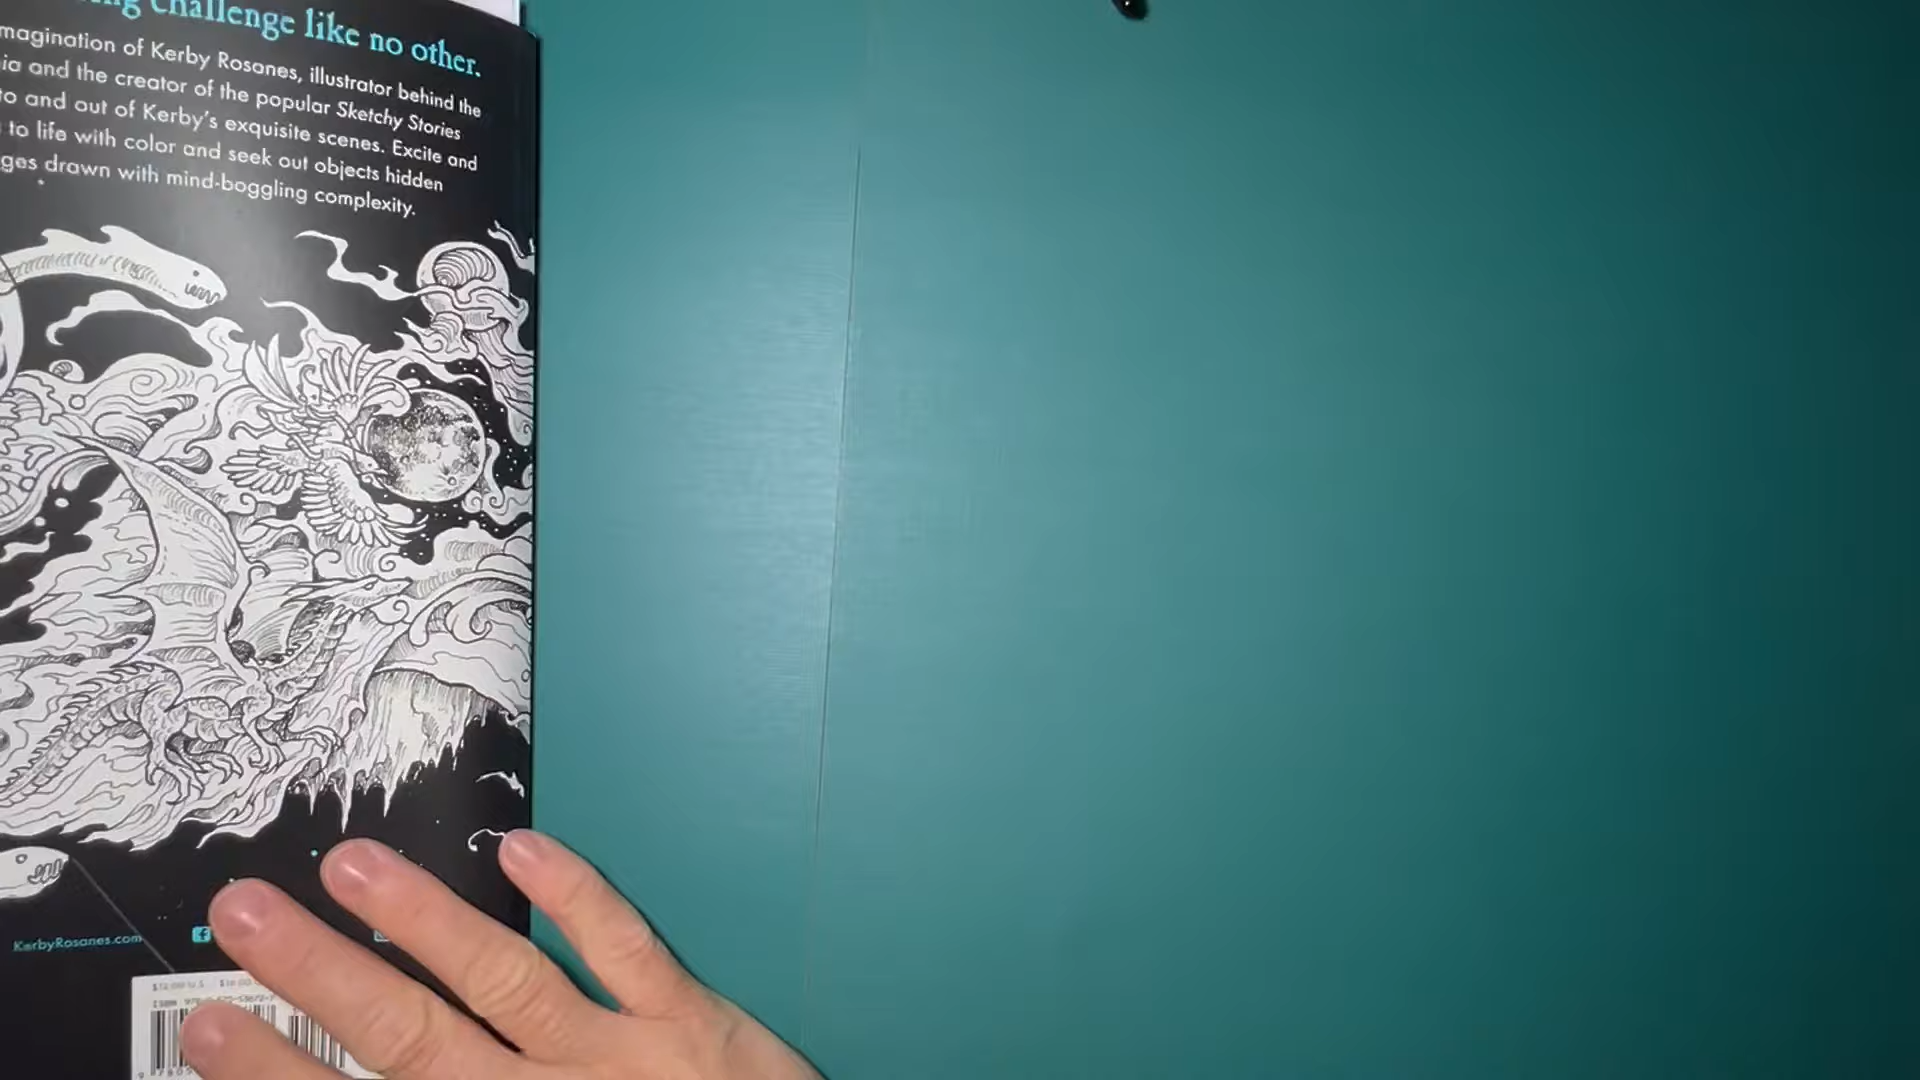 challenge like no other.
magination of Kerby Rosanes, illustrator behind the
ia and the creator of the popular Sketchy Stories
to and out of Kerby's exquisite scenes. Excite and
to life with color and seek out objects hidden
ges drawn with mind-boggling complexity.
KerbyRosanes.com
ISBN